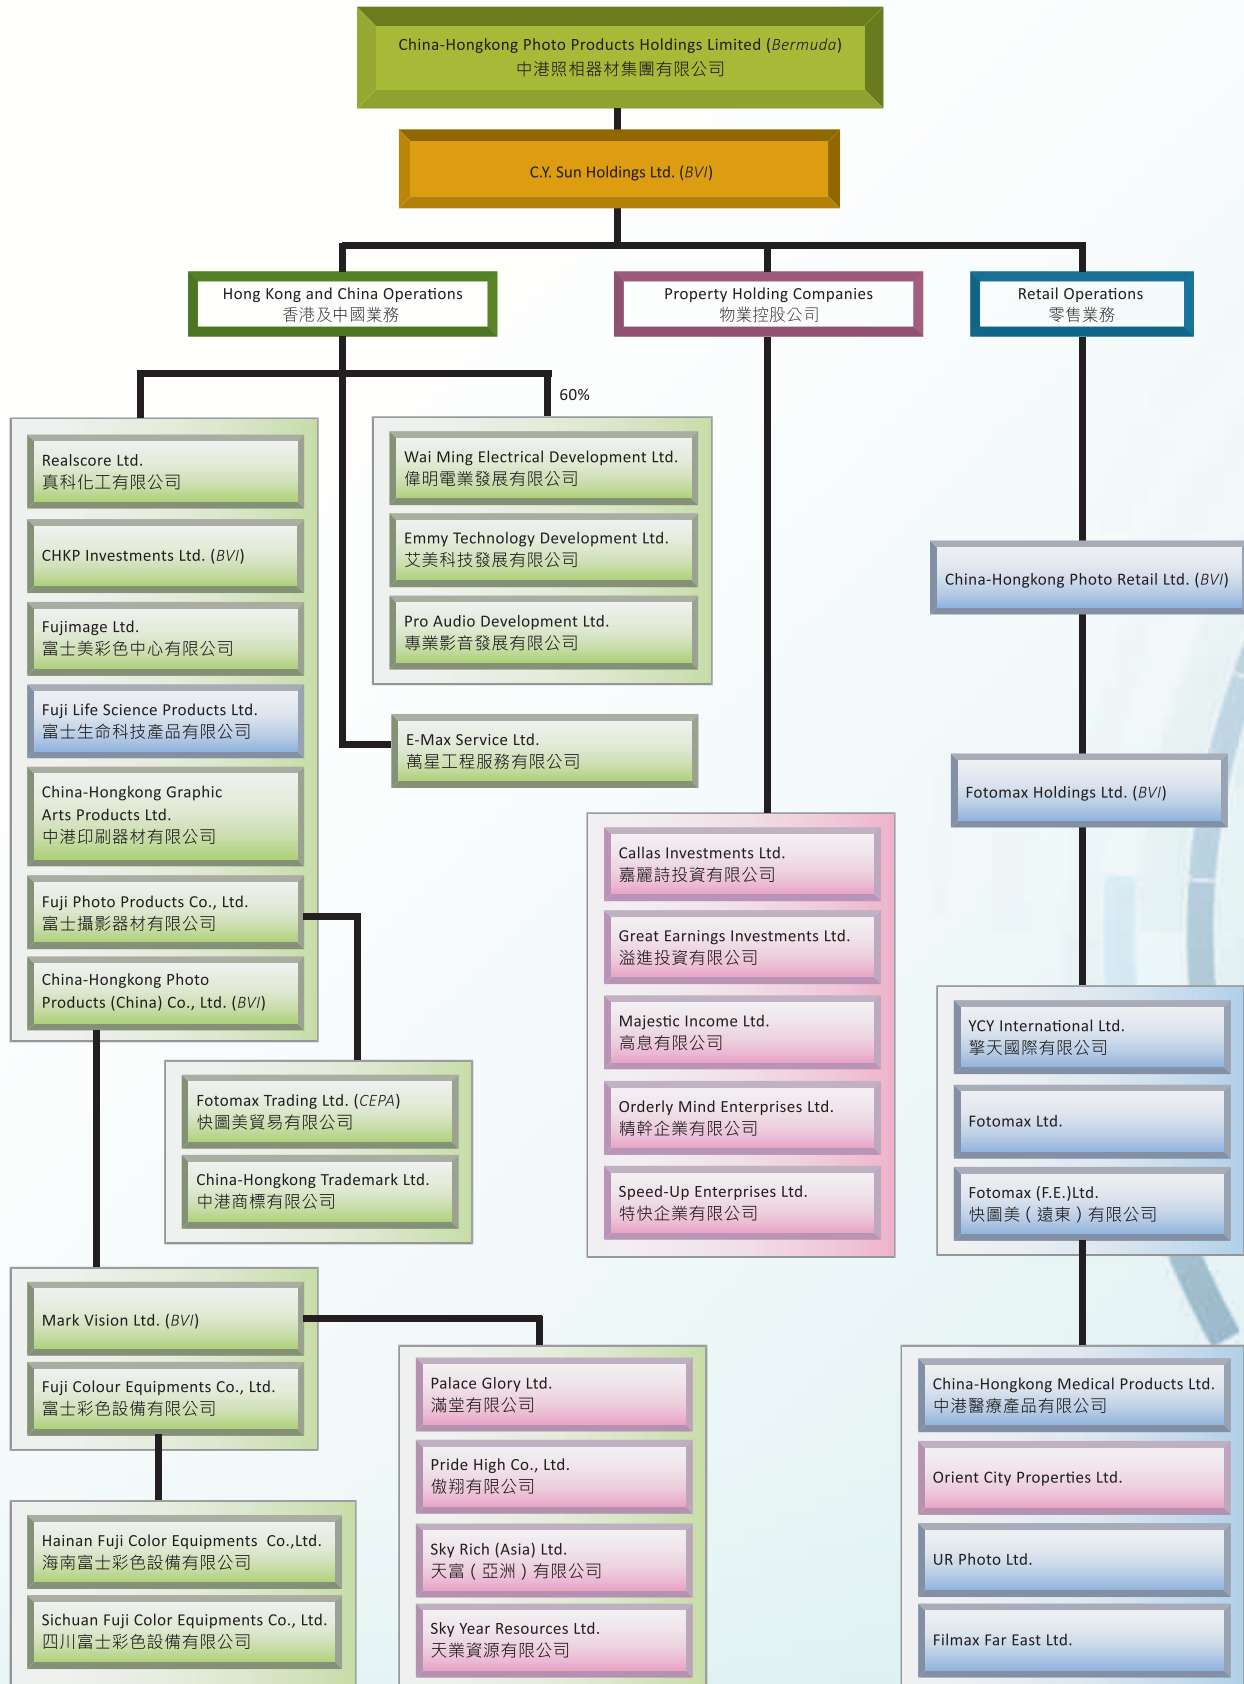 China-Hongkong Photo Products Holdings Limited (Bermuda)
中港照相器材集團有限公司
C.Y. Sun Holdings Ltd. (BVI)
Hong Kong and China Operations
香港及中國業務
Property Holding Companies
物業控股公司
Retail Operations
零售業務
60%
Realscore Ltd.
真科化工有限公司
CHKP Investments Ltd. (BVI)
Fujimage Ltd.
富士美彩色中心有限公司
Fuji Life Science Products Ltd.
富士生命科技產品有限公司
China-Hongkong Graphic
Arts Products Ltd.
中港印刷器材有限公司
Fuji Photo Products Co., Ltd.
富士攝影器材有限公司
China-Hongkong Photo
Products (China) Co., Ltd. (BVI)
Wai Ming Electrical Development Ltd.
偉明電業發展有限公司
Emmy Technology Development Ltd.
艾美科技發展有限公司
Pro Audio Development Ltd.
專業影音發展有限公司
E-Max Service Ltd.
萬星工程服務有限公司
Fotomax Trading Ltd. (CEPA)
快圖美貿易有限公司
China-Hongkong Trademark Ltd.
中港商標有限公司
Mark Vision Ltd. (BVI)
Fuji Colour Equipments Co., Ltd.
富士彩色設備有限公司
Hainan Fuji Color Equipments Co.,Ltd.
海南富士彩色設備有限公司
Sichuan Fuji Color Equipments Co., Ltd.
四川富士彩色設備有限公司
Palace Glory Ltd.
滿堂有限公司
Pride High Co., Ltd.
傲翔有限公司
Sky Rich (Asia) Ltd.
天富（亞洲）有限公司
Sky Year Resources Ltd.
天業資源有限公司
Callas Investments Ltd.
嘉麗詩投資有限公司
Great Earnings Investments Ltd.
溢進投資有限公司
Majestic Income Ltd.
高息有限公司
Orderly Mind Enterprises Ltd.
精幹企業有限公司
Speed-Up Enterprises Ltd.
特快企業有限公司
China-Hongkong Photo Retail Ltd. (BVI)
Fotomax Holdings Ltd. (BVI)
YCY International Ltd.
擎天國際有限公司
Fotomax Ltd.
Fotomax (F.E.)Ltd.
快圖美（遠東）有限公司
China-Hongkong Medical Products Ltd.
中港醫療產品有限公司
Orient City Properties Ltd.
UR Photo Ltd.
Filmax Far East Ltd.